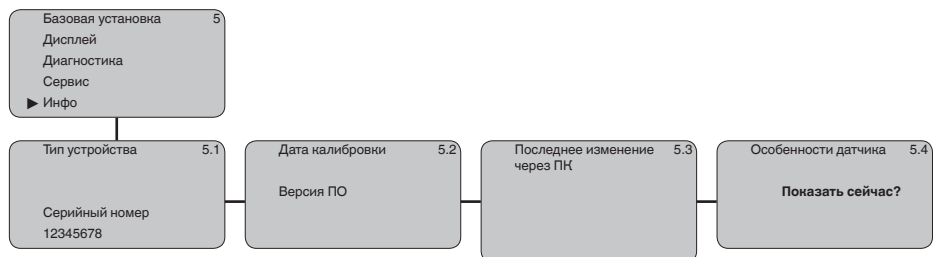 Базовая установка 5
Дисплей
Диагностика
Сервис
▶ Инфо
Тип устройства 5.1
Серийный номер
12345678
Дата калибровки 5.2
Версия ПО
Последнее изменение 5.3
через ПК
Особенности датчика 5.4
Показать сейчас?